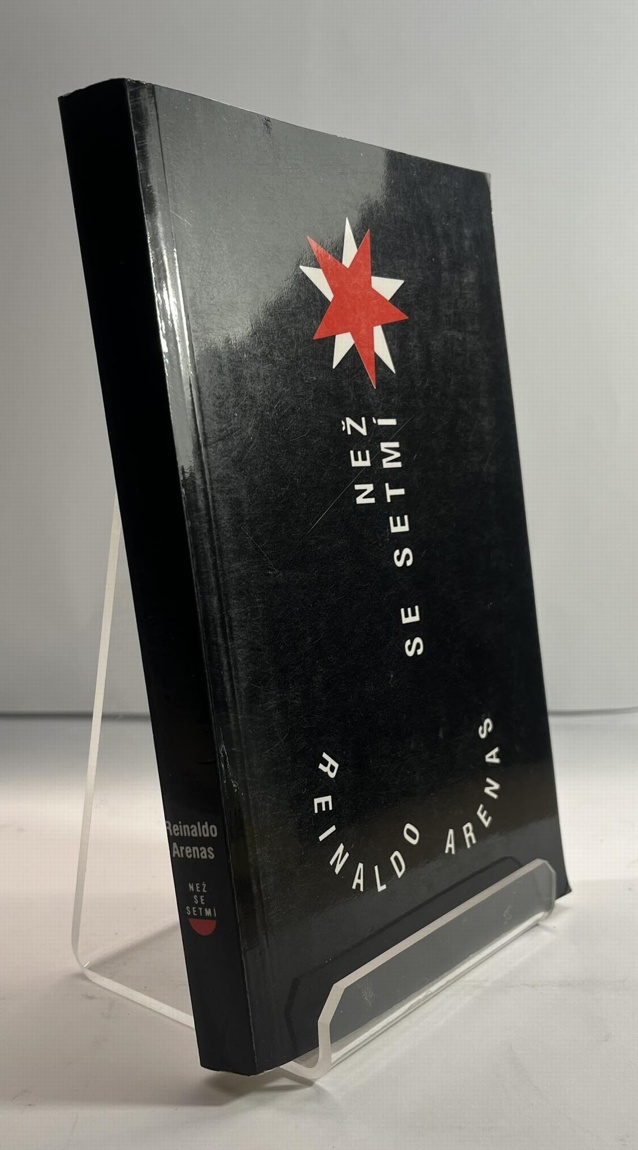 NEŽ
SE SETMÍ
REINALDO ARENAS
Reinaldo
Arenas
NEŽ
SE
SETMÍ